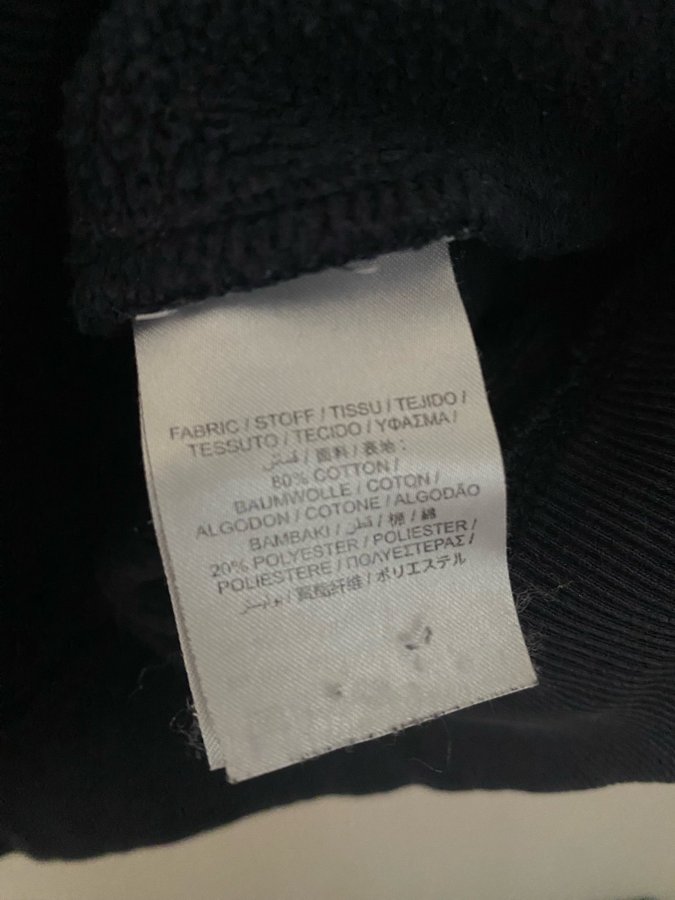 FABRIC / STOFF / TISSU / TEJIDO /
TESSUTO / TECIDO / ΥΦΑΣΜΑ /
قماش / 面料 / 表地 :
80% COTTON /
BAUMWOLLE / COTON /
ALGODON / COTONE / ALGODÃO
BAMBAKI / قطن / 棉 / 綿
20% POLYESTER / POLIESTER /
POLIESTERE / ΠΟΛΥΕΣΤΕΡΑΣ /
بوليستر / 聚酯纤维 / ポリエステル